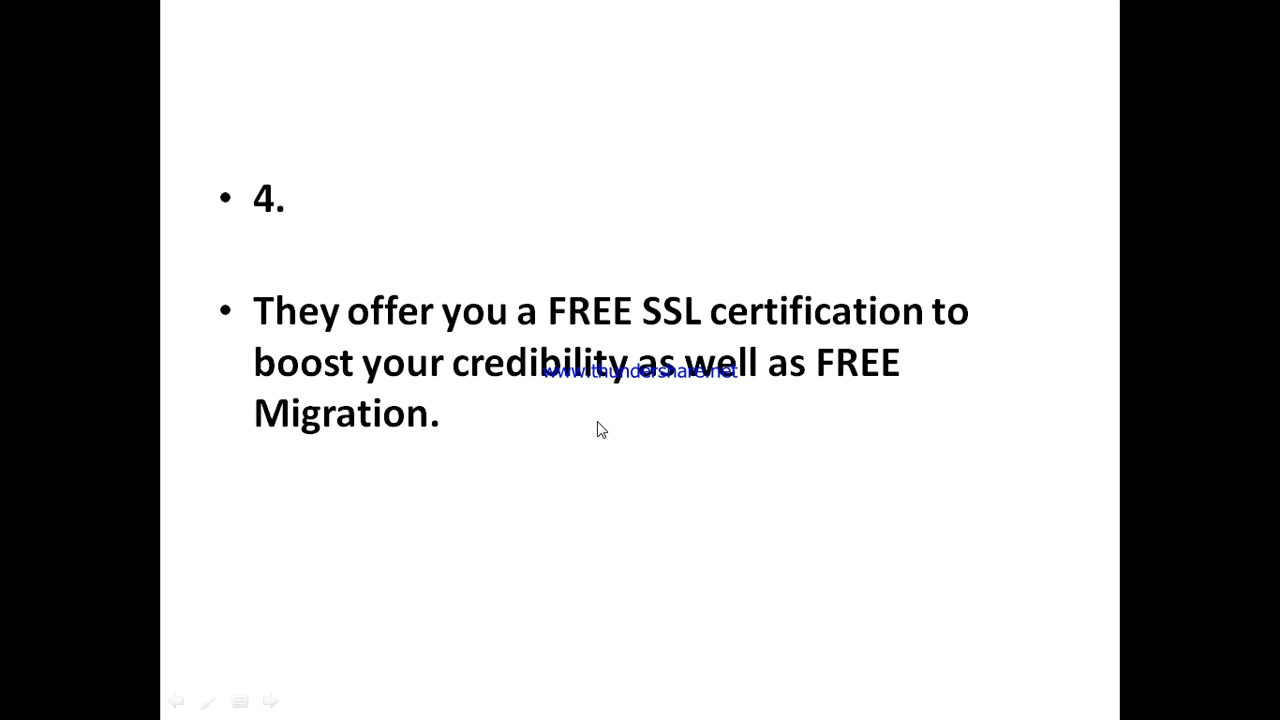 • 4.
• They offer you a FREE SSL certification to
boost your credibility as well as FREE
www.thundershare.net
Migration.